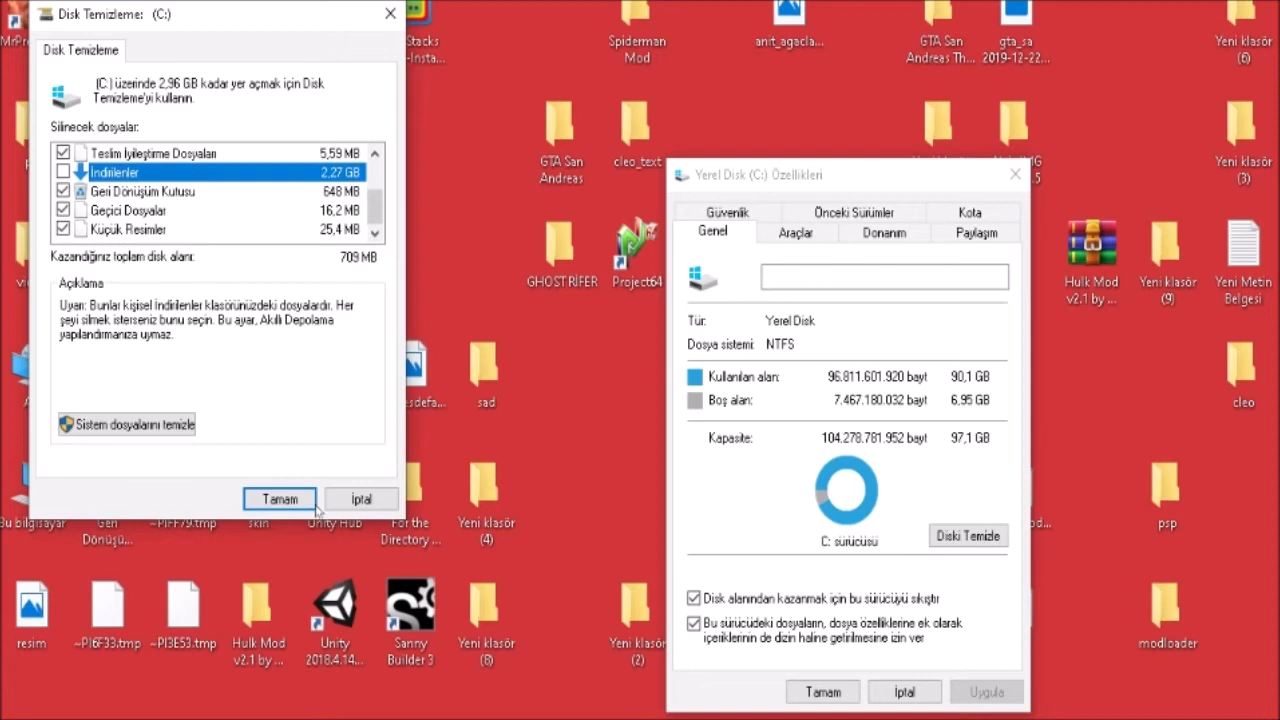 Disk Temizleme: (C:)
Disk Temizleme
(C:) üzerinde 2,96 GB kadar yer açmak için Disk
Temizleme'yi kullanın.
Silinecek dosyalar:
Teslim İyileştirme Dosyaları 5,59 MB
İndirilenler 2,27 GB
Geri Dönüşüm Kutusu 648 MB
Geçici Dosyalar 16,2 MB
Küçük Resimler 25,4 MB
Kazandığınız toplam disk alanı: 709 MB
Açıklama
Uyarı: Bunlar kişisel İndirilenler klasörünüzdeki dosyalardır. Her
şeyi silmek isterseniz bunu seçin. Bu ayar, Akıllı Depolama
yapılandırmanıza uymaz.
Sistem dosyalarını temizle
Tamam
İptal
Stacks
-Insta...
Spiderman
Mod
anit_agacla...
GTA San
Andreas Th...
gta_sa
2019-12-22...
Yeni klasör
(6)
GTA San
Andreas
cleo_text
Yeni klasör
(3)
GHOST RİFER
Project64
Hulk Mod
v2.1 by ...
Yeni klasör
(9)
Yeni Metin
Belgesi
esdefa...
sad
cleo
Yerel Disk (C:) Özellikleri
Güvenlik
Önceki Sürümler
Kota
Genel
Araçlar
Donanım
Paylaşım
Tür: Yerel Disk
Dosya sistemi: NTFS
Kullanılan alan: 96.811.601.920 bayt 90,1 GB
Boş alan: 7.467.180.032 bayt 6,95 GB
Kapasite: 104.278.781.952 bayt 97,1 GB
C: sürücüsü
Diski Temizle
Disk alanından kazanmak için bu sürücüyü sıkıştır
Bu sürücüdeki dosyaların, dosya özelliklerine ek olarak
içeriklerinin de dizin haline getirilmesine izin ver
Tamam
İptal
Uygula
Bu bilgisayar
Geri
Dönüşü...
~PIFF79.tmp
skin
Unity Hub
For the
Directory ...
Yeni klasör
(4)
psp
resim
~PI6F33.tmp
~PI3E53.tmp
Hulk Mod
v2.1 by ...
Unity
2018.4.14...
Sanny
Builder 3
Yeni klasör
(8)
Yeni klasör
(2)
modloader